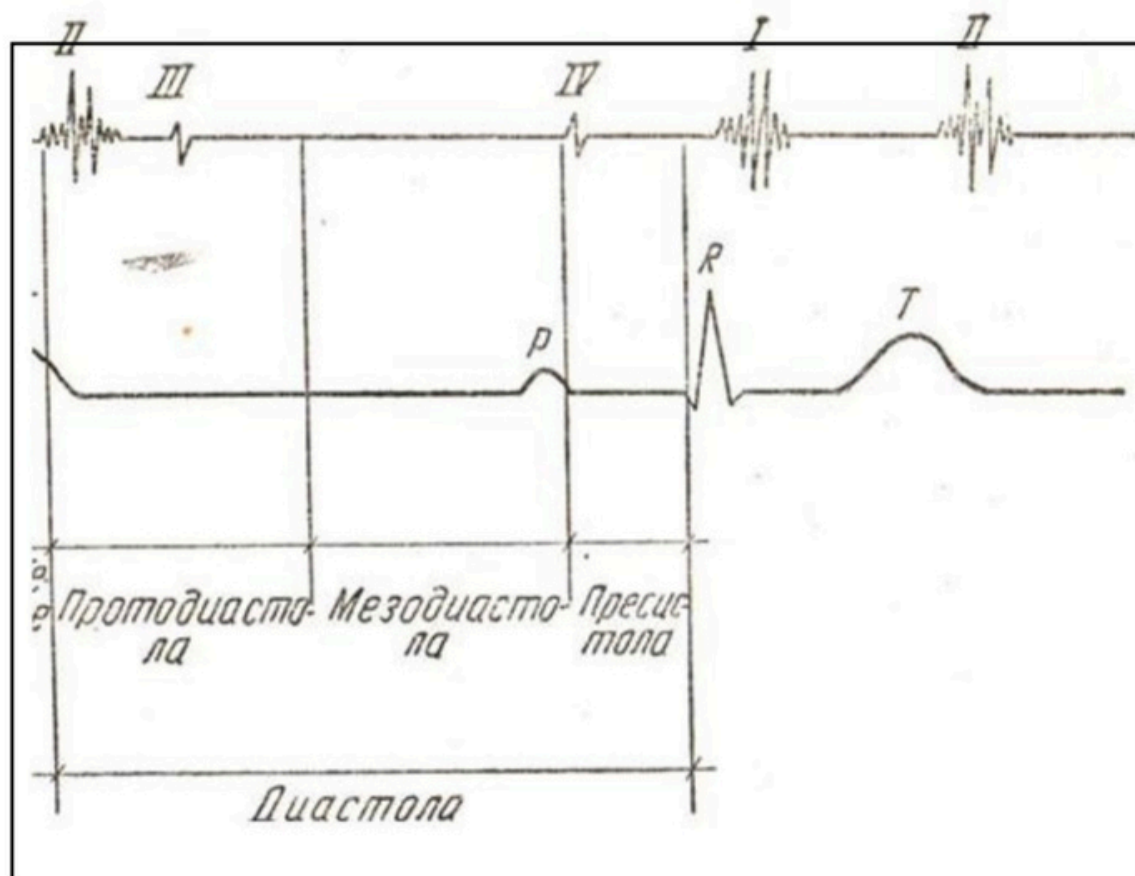 II III IV I II
R
P T
Протодиасто- Мезодиасто- Пресис-
ла ла тола
Диастола